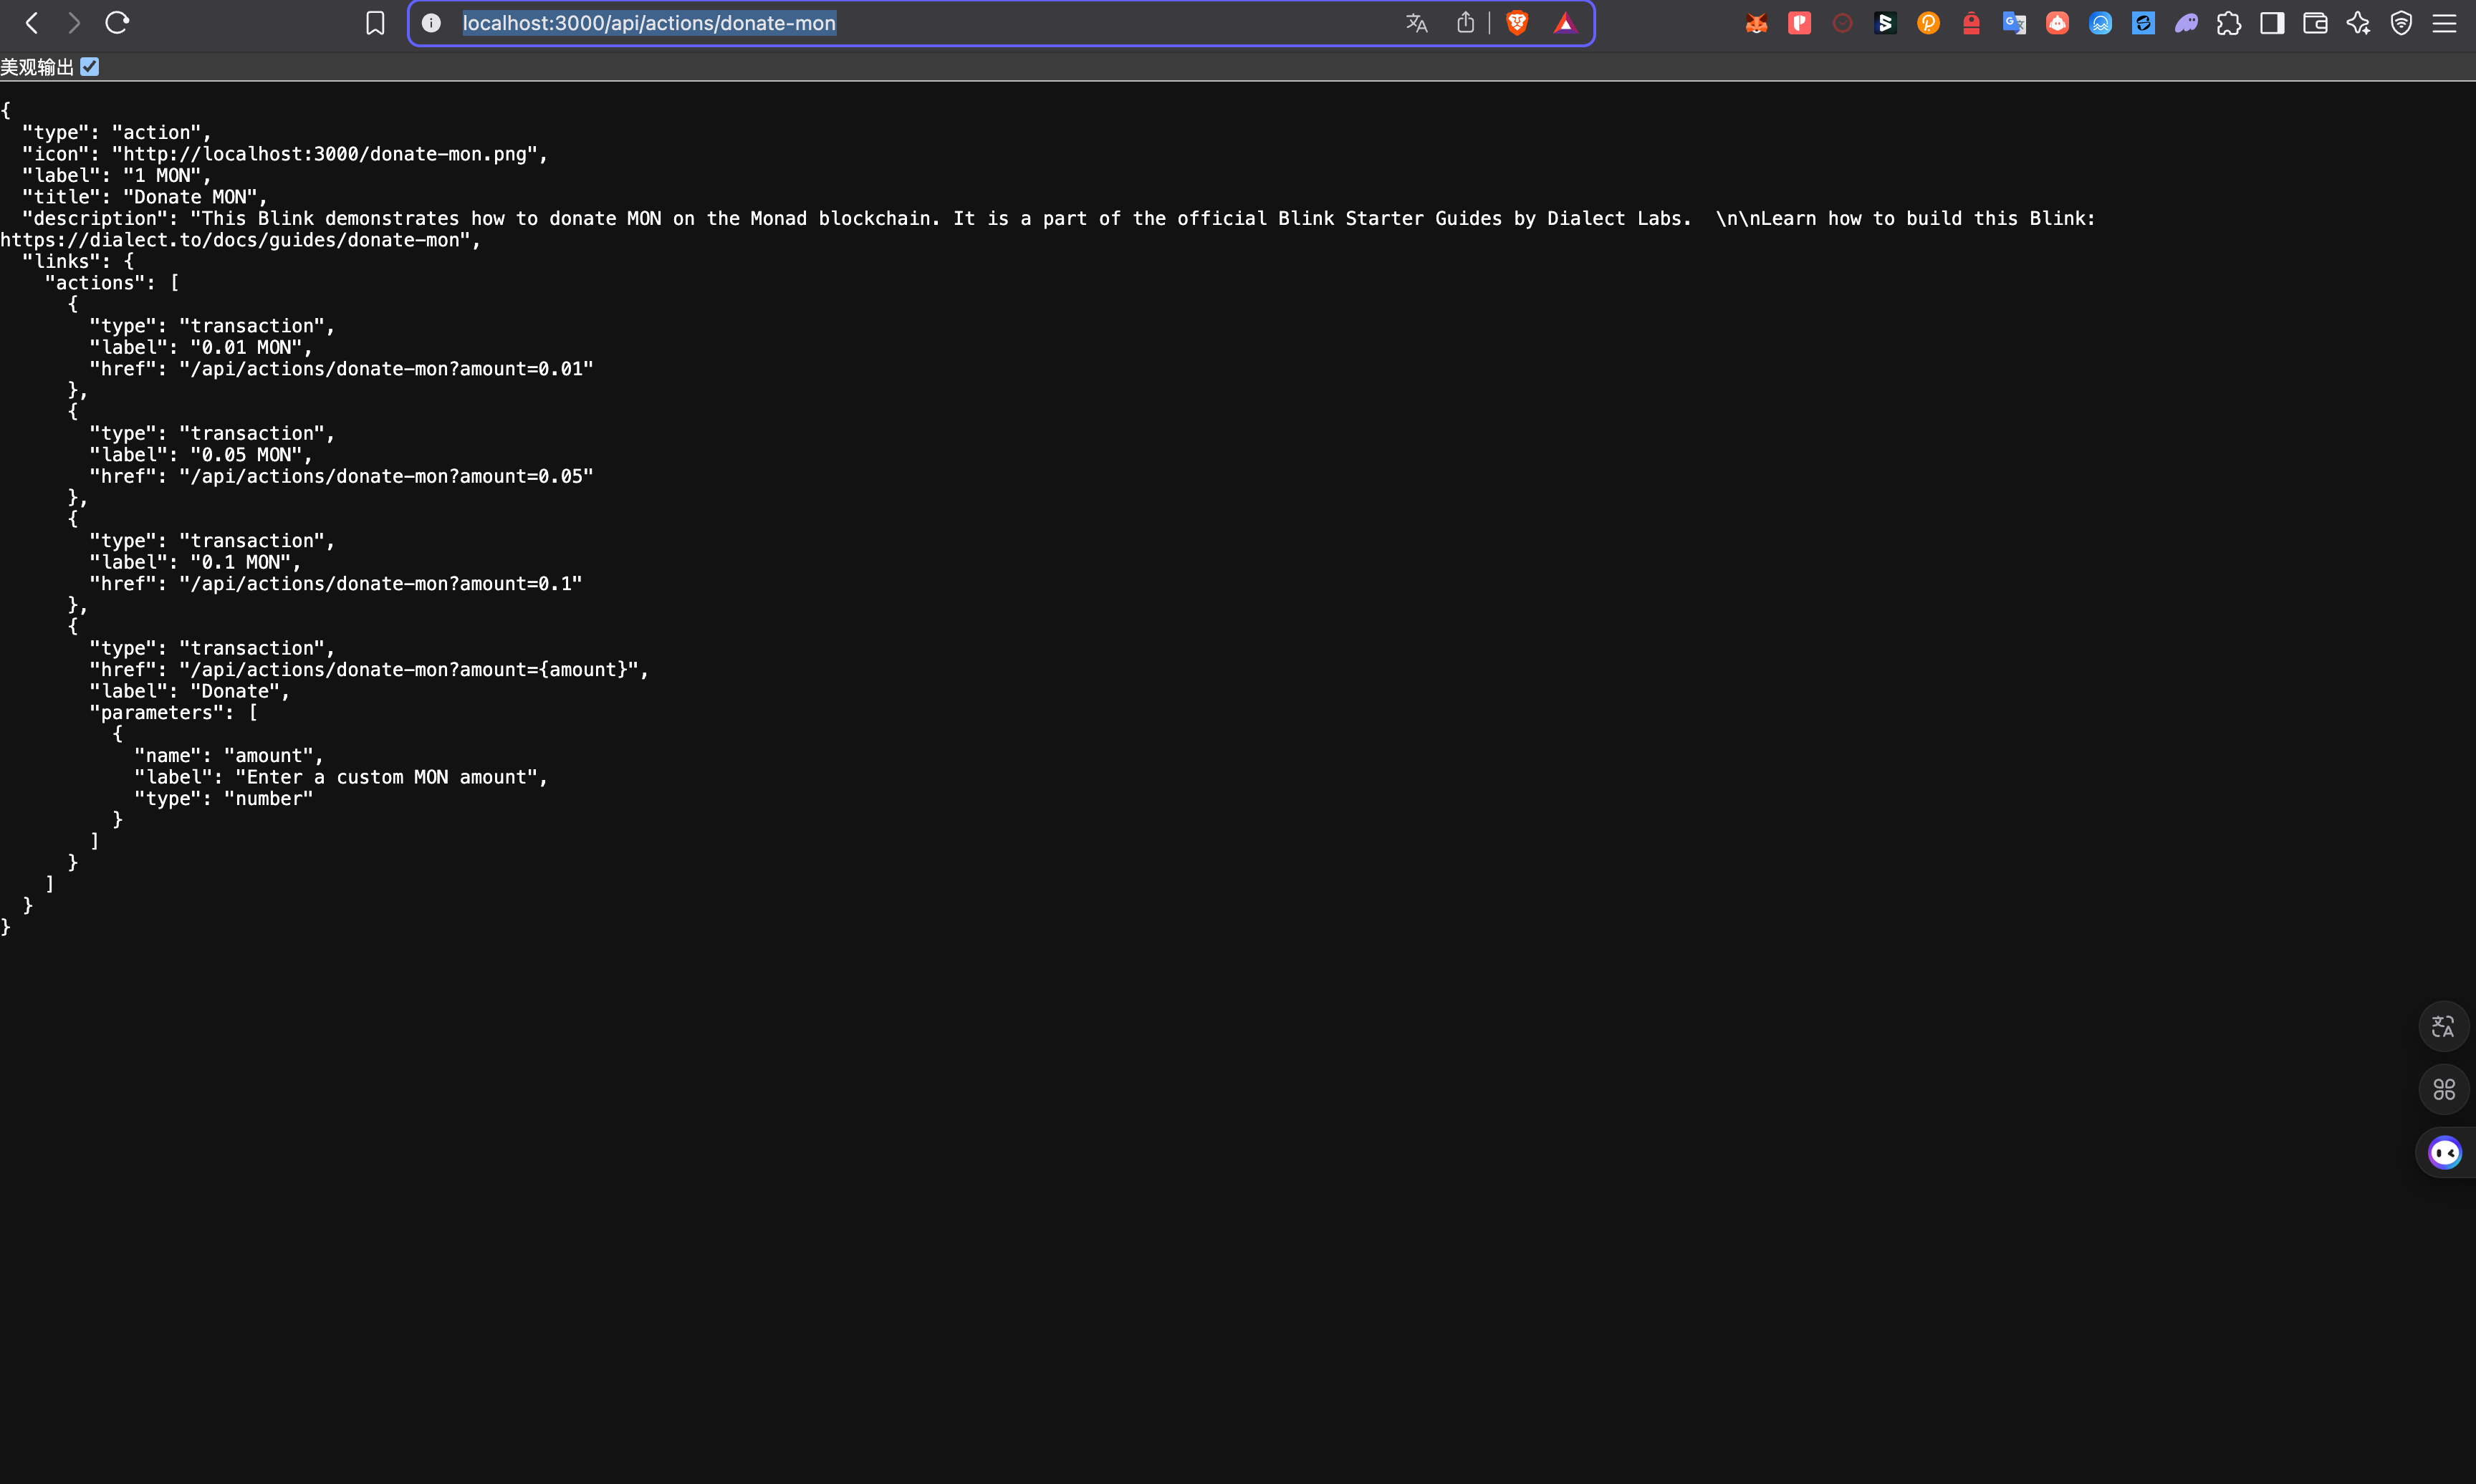 localhost:3000/api/actions/donate-mon
美观输出
{
  "type": "action",
  "icon": "http://localhost:3000/donate-mon.png",
  "label": "1 MON",
  "title": "Donate MON",
  "description": "This Blink demonstrates how to donate MON on the Monad blockchain. It is a part of the official Blink Starter Guides by Dialect Labs.  \n\nLearn how to build this Blink:
https://dialect.to/docs/guides/donate-mon",
  "links": {
    "actions": [
      {
        "type": "transaction",
        "label": "0.01 MON",
        "href": "/api/actions/donate-mon?amount=0.01"
      },
      {
        "type": "transaction",
        "label": "0.05 MON",
        "href": "/api/actions/donate-mon?amount=0.05"
      },
      {
        "type": "transaction",
        "label": "0.1 MON",
        "href": "/api/actions/donate-mon?amount=0.1"
      },
      {
        "type": "transaction",
        "href": "/api/actions/donate-mon?amount={amount}",
        "label": "Donate",
        "parameters": [
          {
            "name": "amount",
            "label": "Enter a custom MON amount",
            "type": "number"
          }
        ]
      }
    ]
  }
}